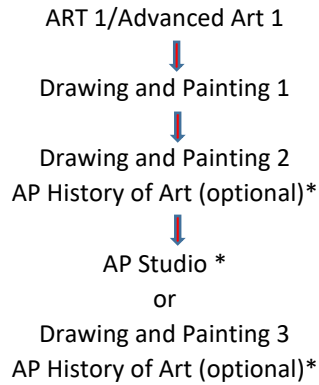 ART 1/Advanced Art 1
Drawing and Painting 1
Drawing and Painting 2
AP History of Art (optional)*
AP Studio *
or
Drawing and Painting 3
AP History of Art (optional)*